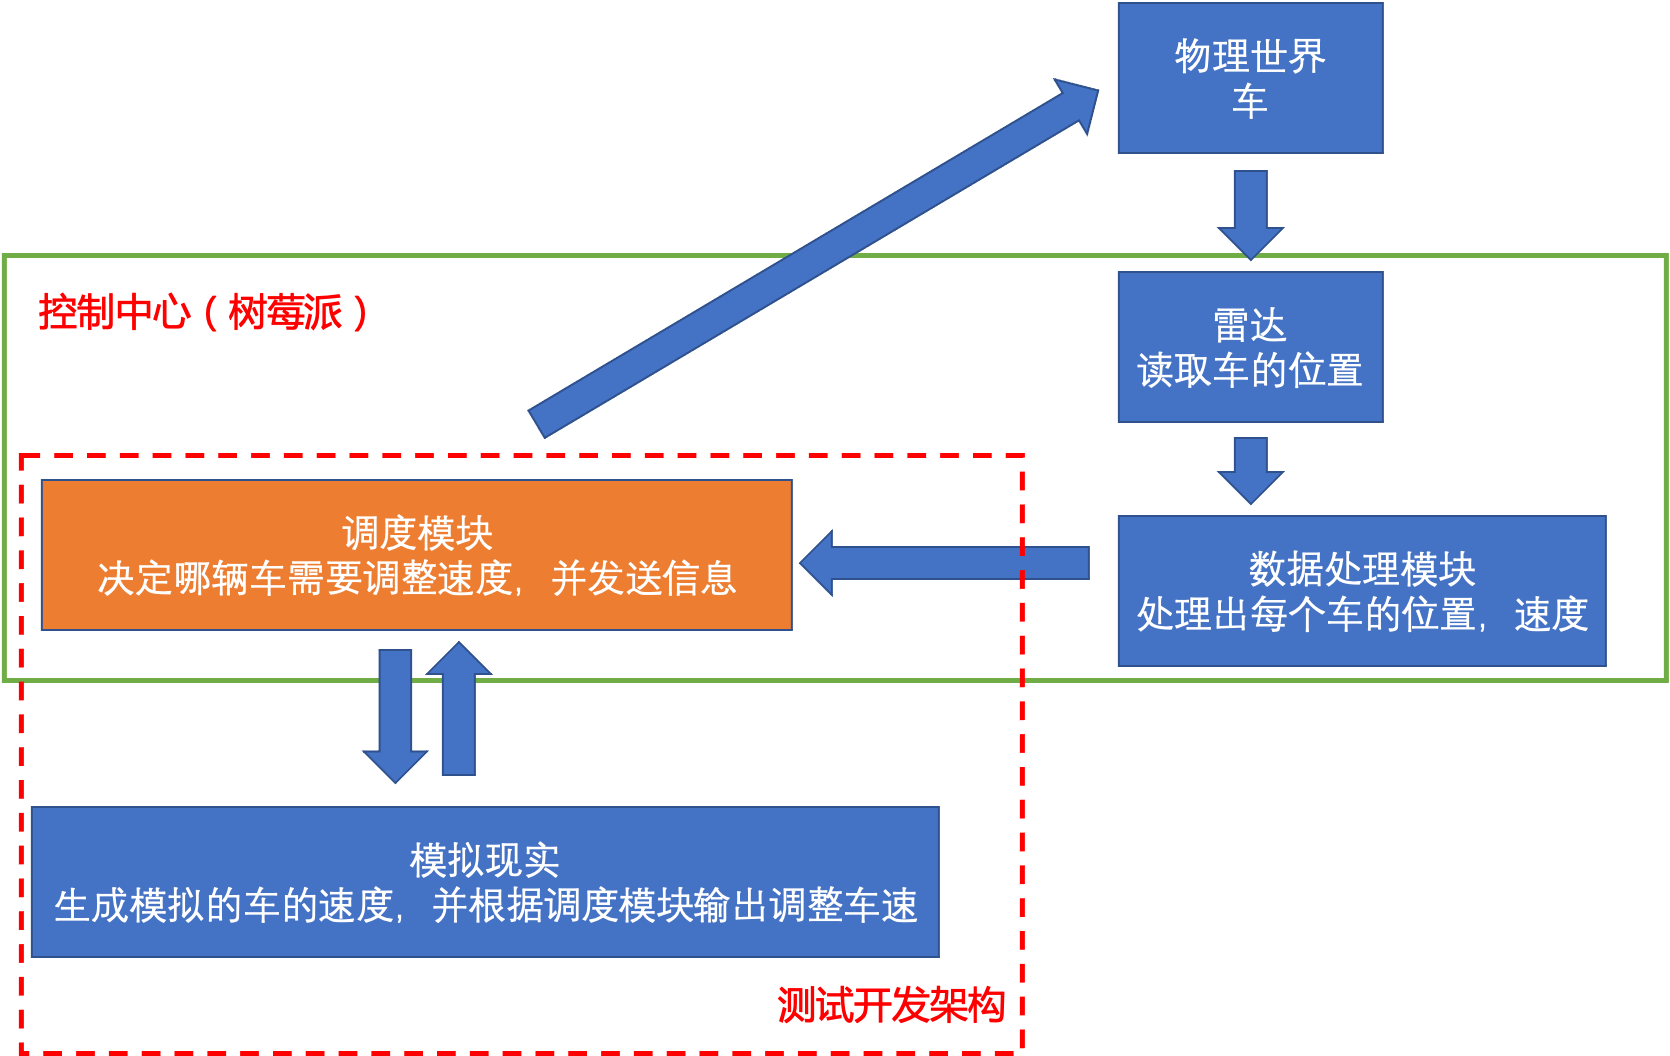 物理世界
车
控制中心（树莓派）
雷达
读取车的位置
调度模块
决定哪辆车需要调整速度，并发送信息
数据处理模块
处理出每个车的位置，速度
模拟现实
生成模拟的车的速度，并根据调度模块输出调整车速
测试开发架构